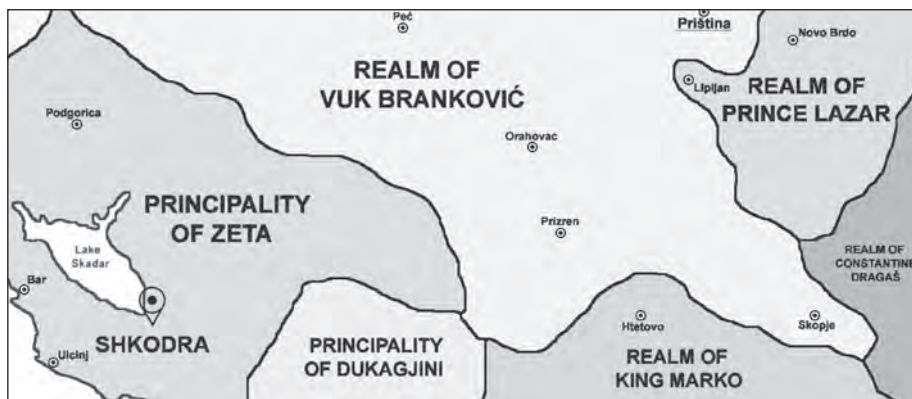 Peć
Priština
Novo Brdo
REALM OF
VUK BRANKOVIĆ
Lipljan
REALM OF
PRINCE LAZAR
Podgorica
Orahovac
PRINCIPALITY
OF ZETA
Prizren
Lake
Skadar
REALM OF
CONSTANTINE
DRAGAŠ
Bar
SHKODRA
Htetovo
Skopje
Ulcinj
PRINCIPALITY
OF DUKAGJINI
REALM OF
KING MARKO